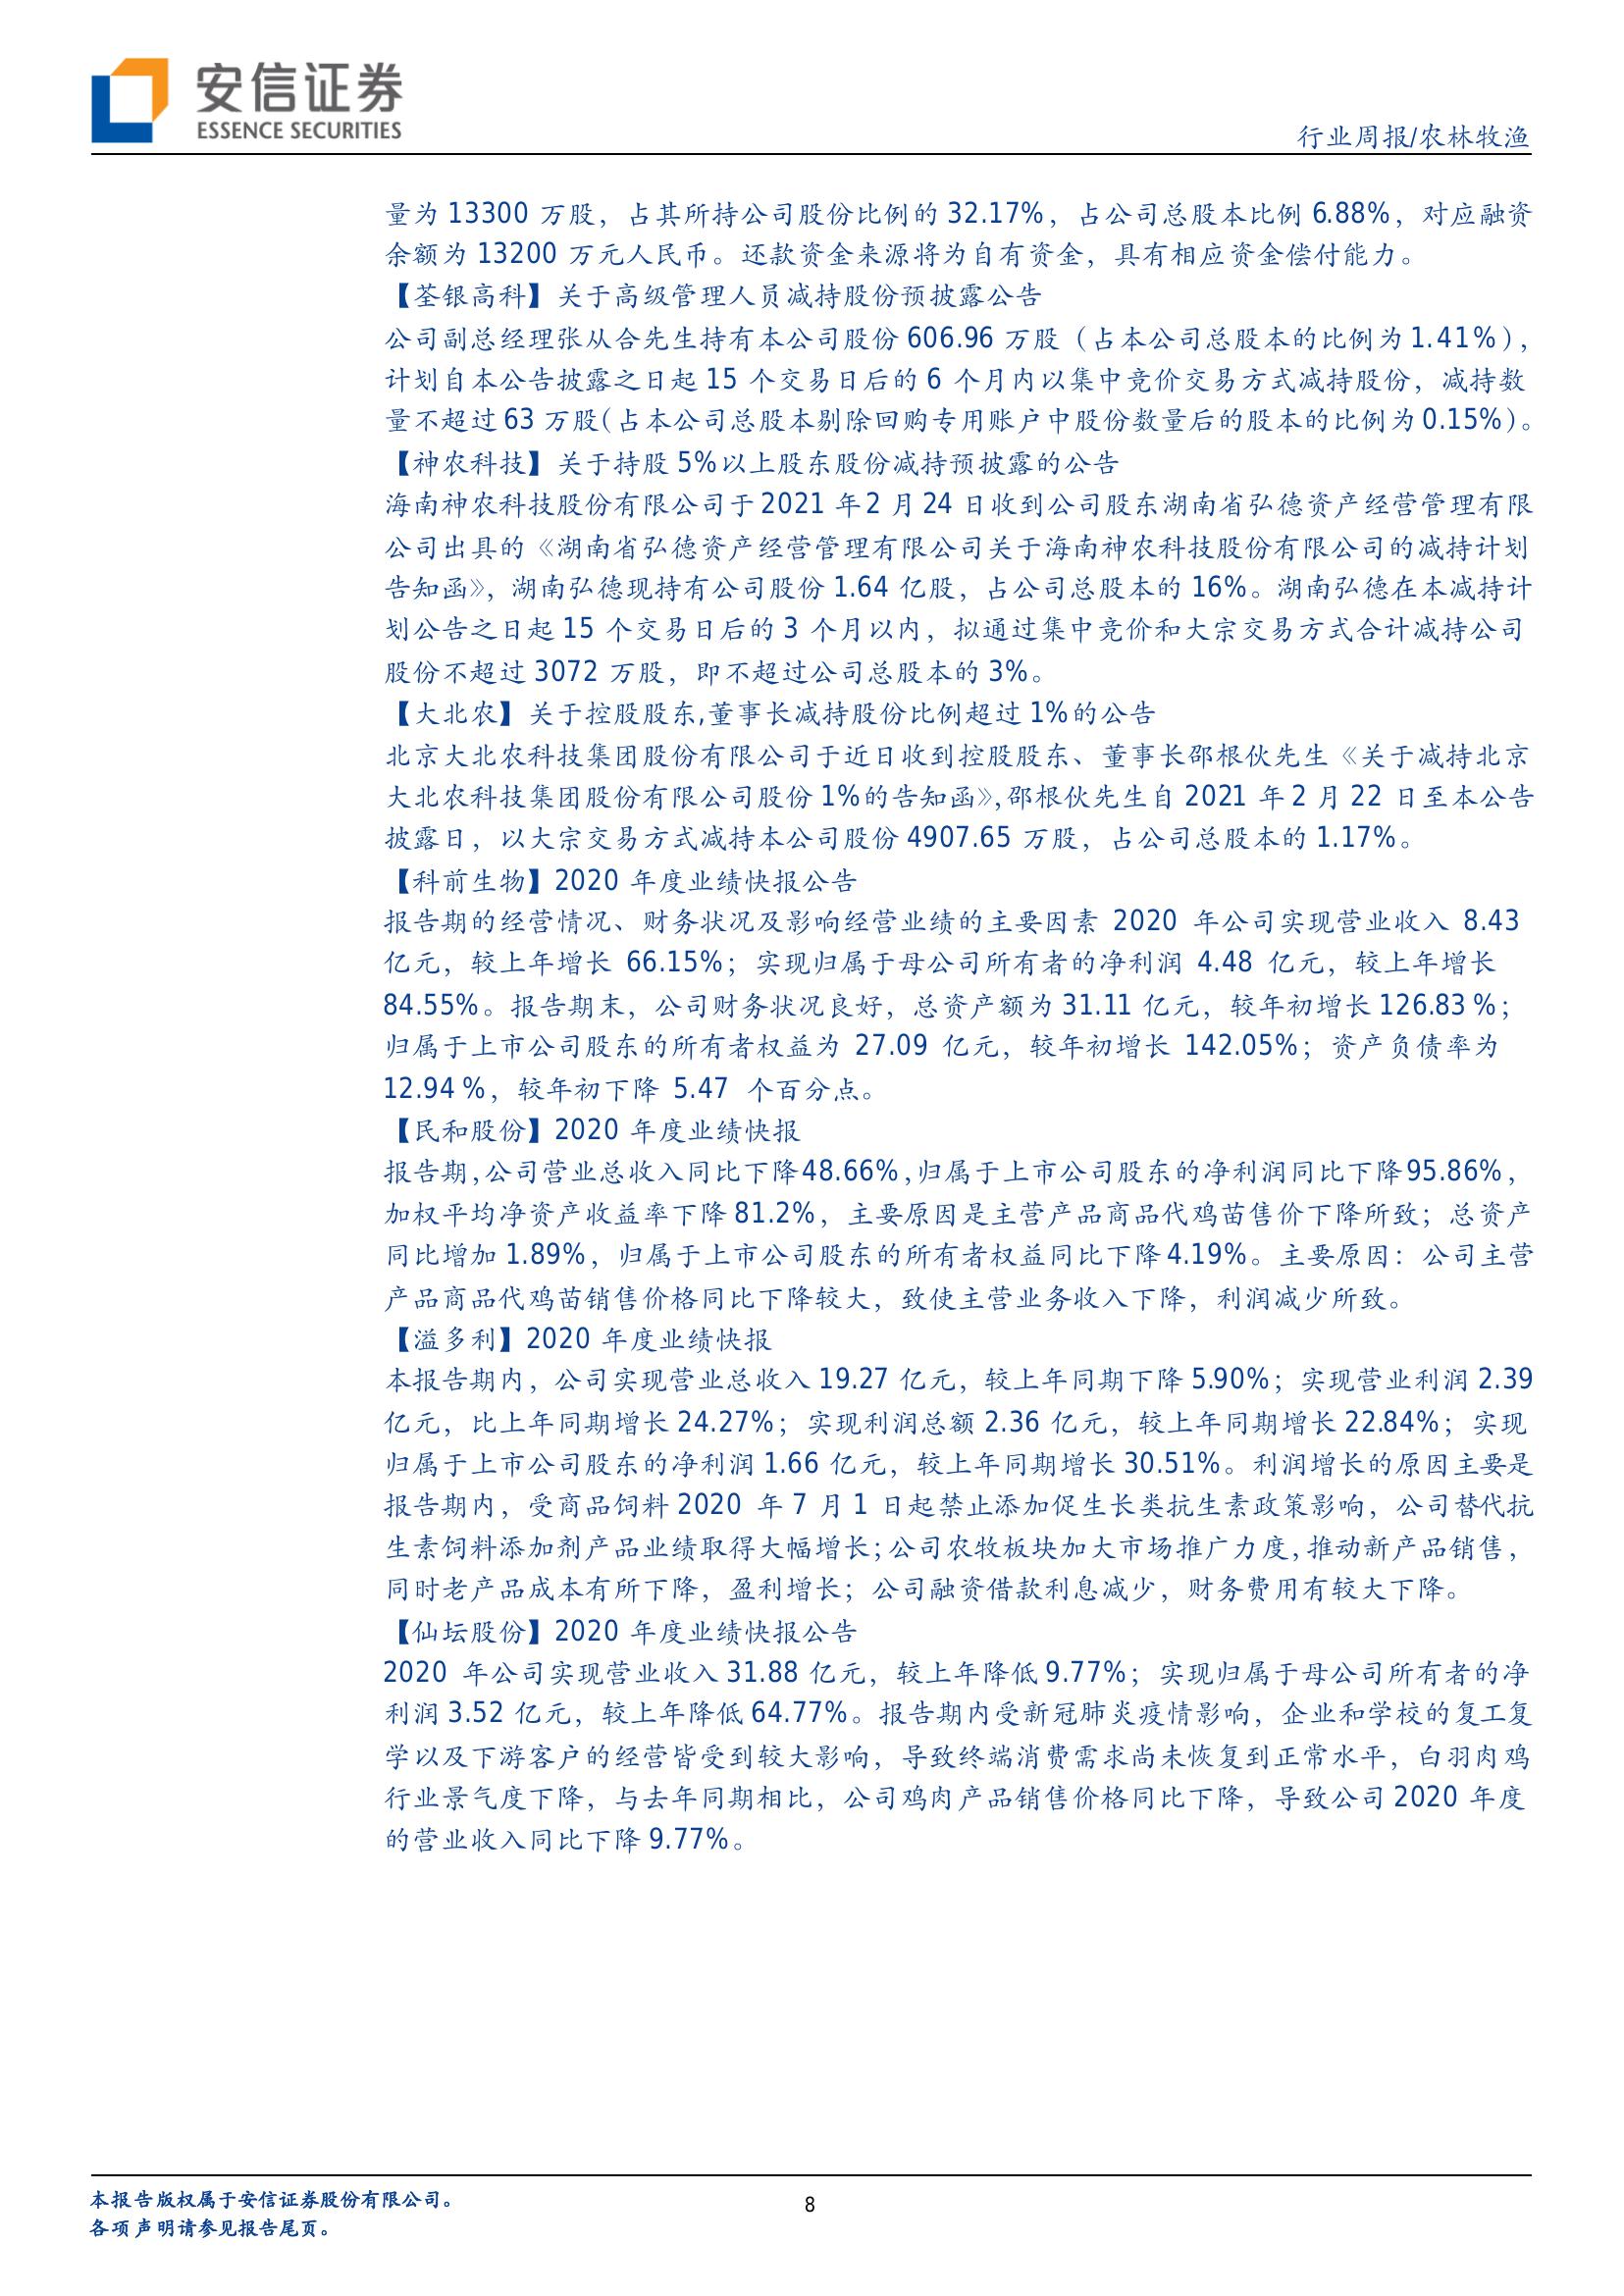 安信证券
ESSENCE SECURITIES
行业周报/农林牧渔
量为 13300 万股，占其所持公司股份比例的 32.17%，占公司总股本比例 6.88%，对应融资
余额为 13200 万元人民币。还款资金来源将为自有资金，具有相应资金偿付能力。
【荃银高科】关于高级管理人员减持股份预披露公告
公司副总经理张从合先生持有本公司股份 606.96 万股（占本公司总股本的比例为 1.41%），
计划自本公告披露之日起 15 个交易日后的 6 个月内以集中竞价交易方式减持股份，减持数
量不超过 63 万股(占本公司总股本剔除回购专用账户中股份数量后的股本的比例为 0.15%)。
【神农科技】关于持股 5%以上股东股份减持预披露的公告
海南神农科技股份有限公司于 2021 年 2 月 24 日收到公司股东湖南省弘德资产经营管理有限
公司出具的《湖南省弘德资产经营管理有限公司关于海南神农科技股份有限公司的减持计划
告知函》，湖南弘德现持有公司股份 1.64 亿股，占公司总股本的 16%。湖南弘德在本减持计
划公告之日起 15 个交易日后的 3 个月以内，拟通过集中竞价和大宗交易方式合计减持公司
股份不超过 3072 万股，即不超过公司总股本的 3%。
【大北农】关于控股股东,董事长减持股份比例超过 1%的公告
北京大北农科技集团股份有限公司于近日收到控股股东、董事长邵根伙先生《关于减持北京
大北农科技集团股份有限公司股份 1%的告知函》,邵根伙先生自 2021 年 2 月 22 日至本公告
披露日，以大宗交易方式减持本公司股份 4907.65 万股，占公司总股本的 1.17%。
【科前生物】2020 年度业绩快报公告
报告期的经营情况、财务状况及影响经营业绩的主要因素 2020 年公司实现营业收入 8.43
亿元，较上年增长 66.15%；实现归属于母公司所有者的净利润 4.48 亿元，较上年增长
84.55%。报告期末，公司财务状况良好，总资产额为 31.11 亿元，较年初增长 126.83 %；
归属于上市公司股东的所有者权益为 27.09 亿元，较年初增长 142.05%；资产负债率为
12.94 %，较年初下降 5.47 个百分点。
【民和股份】2020 年度业绩快报
报告期,公司营业总收入同比下降 48.66%,归属于上市公司股东的净利润同比下降 95.86%，
加权平均净资产收益率下降 81.2%，主要原因是主营产品商品代鸡苗售价下降所致；总资产
同比增加 1.89%，归属于上市公司股东的所有者权益同比下降 4.19%。主要原因：公司主营
产品商品代鸡苗销售价格同比下降较大，致使主营业务收入下降，利润减少所致。
【溢多利】2020 年度业绩快报
本报告期内，公司实现营业总收入 19.27 亿元，较上年同期下降 5.90%；实现营业利润 2.39
亿元，比上年同期增长 24.27%；实现利润总额 2.36 亿元，较上年同期增长 22.84%；实现
归属于上市公司股东的净利润 1.66 亿元，较上年同期增长 30.51%。利润增长的原因主要是
报告期内，受商品饲料 2020 年 7 月 1 日起禁止添加促生长类抗生素政策影响，公司替代抗
生素饲料添加剂产品业绩取得大幅增长;公司农牧板块加大市场推广力度,推动新产品销售，
同时老产品成本有所下降，盈利增长；公司融资借款利息减少，财务费用有较大下降。
【仙坛股份】2020 年度业绩快报公告
2020 年公司实现营业收入 31.88 亿元，较上年降低 9.77%；实现归属于母公司所有者的净
利润 3.52 亿元，较上年降低 64.77%。报告期内受新冠肺炎疫情影响，企业和学校的复工复
学以及下游客户的经营皆受到较大影响，导致终端消费需求尚未恢复到正常水平，白羽肉鸡
行业景气度下降，与去年同期相比，公司鸡肉产品销售价格同比下降，导致公司 2020 年度
的营业收入同比下降 9.77%。
本报告版权属于安信证券股份有限公司。
各项声明请参见报告尾页。
8